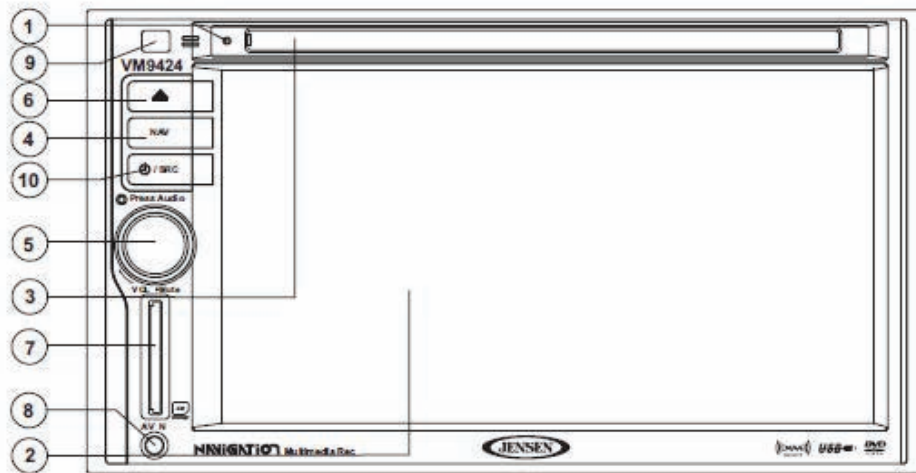 1
9
VM9424
6
4
NAV
10
/ SRC
Press Audio
5
VOL Mute
3
7
8
AV IN
2
NAViGATiON Multimedia Rec
JENSEN
USB
DVD